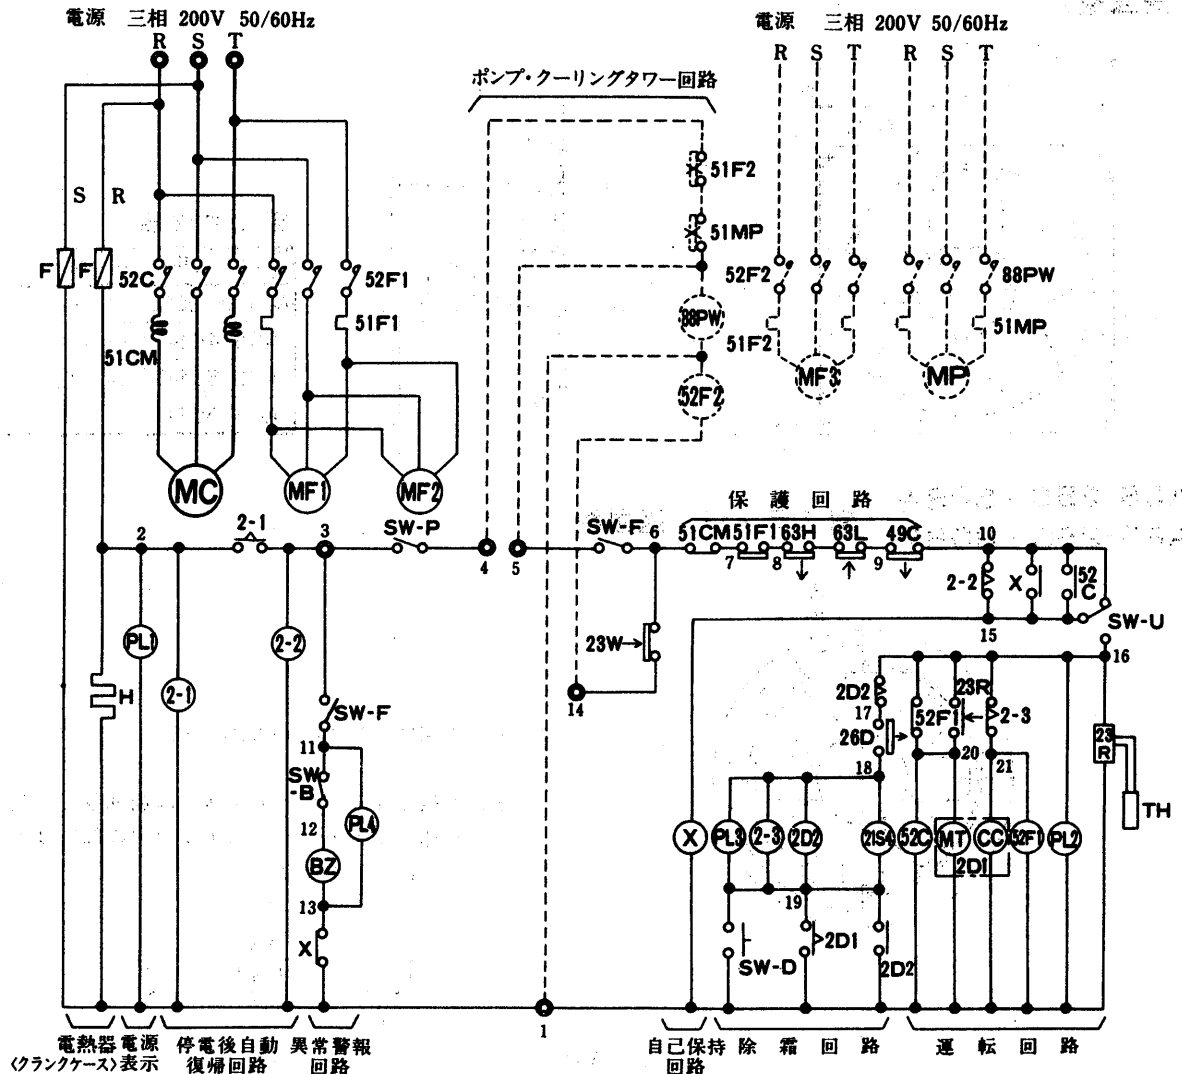 電源 三相 200V 50/60Hz
R S T
電源 三相 200V 50/60Hz
R S T R S T
ポンプ・クーリングタワー回路
51F2
S R
51MP
F F 52C 52F1
52F2 88PW
51F1
88PW
51F2 51MP
51CM
MF3 MP
52F2
MC MF1 MF2
保護回路
2 2-1 3 SW-P 4 5 SW-F 6
51CM 51F1 63H 63L 49C 10
7 8 9
2-2 X 52C
15 SW-U
PL1 2-2 23W
16
H 2-1
14
2D2 23R
17 52F1 2-3
SW-F
26D
11 18 20 21 23R
SW-B
TH
12 PL4
X PL3 2-3 2D2 21S4 52C MT CC 52F1 PL2
BZ 2D1
13 19
X
SW-D 2D1 2D2
1
電熱器
〈クランクケース〉
電源
表示
停電後自動
復帰回路
異常警報
回路
自己保持
回路
除霜回路
運転回路